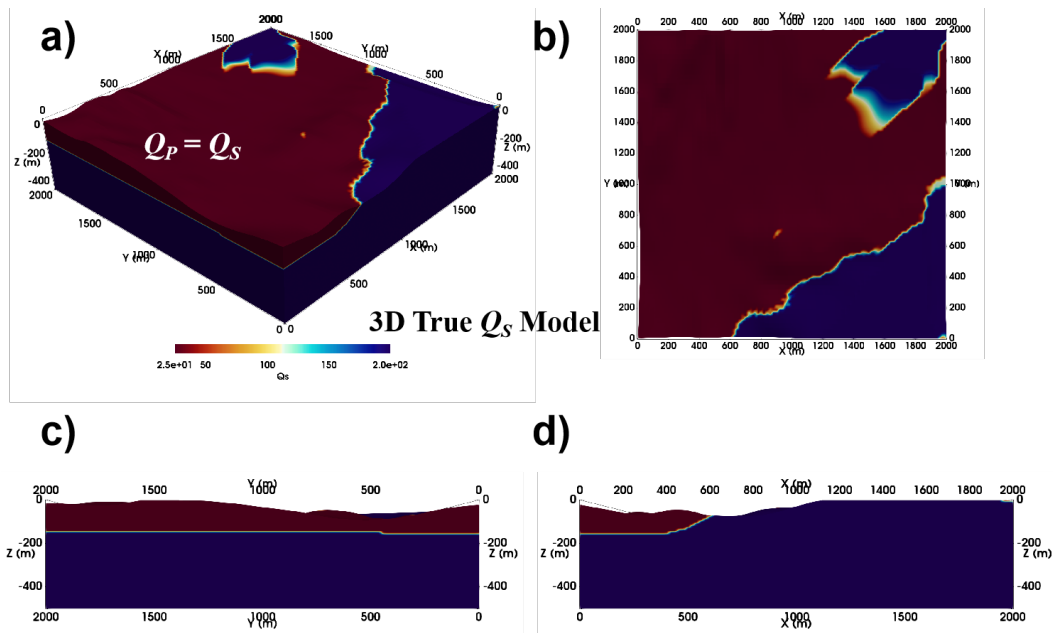 a)
2000
1500
X (m)
1000
500
0
1500
Y (m)
1000
500
0
0
-200
Z (m)
-400
2000
0
-200
Z (m)
-400
2000
Q_P = Q_S
1500
Y (m)
1000
500
0
1500
1000
X (m)
500
0
3D True Q_S Model
2.5e+01 50 100 150 2.0e+02
Qs
b)
X (m)
0 200 400 600 800 1000 1200 1400 1600 1800 2000
2000 2000
1800 1800
1600 1600
1400 1400
1200 1200
Y (m) 1000 1000 Y (m)
800 800
600 600
400 400
200 200
0 0
0 200 400 600 800 1000 1200 1400 1600 1800 2000
X (m)
c)
2000 1500 1000 500
Y (m)
0 0
-200 -200
Z (m) Z (m)
-400 -400
2000 1500 1000 500 0
Y (m)
d)
0 200 400 600 800 1000 1200 1400 1600 1800 2000
X (m)
0 0
-200 -200
Z (m) Z (m)
-400 -400
0 500 1000 1500 2000
X (m)